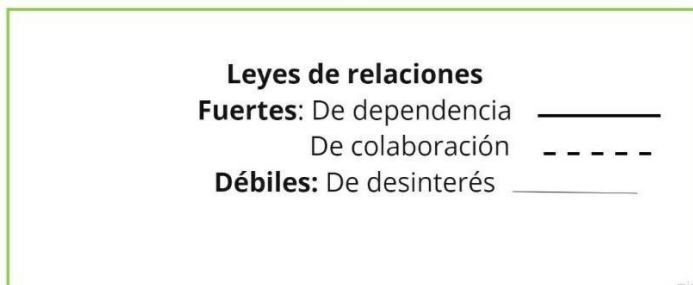 Leyes de relaciones
Fuertes: De dependencia
De colaboración
Débiles: De desinterés